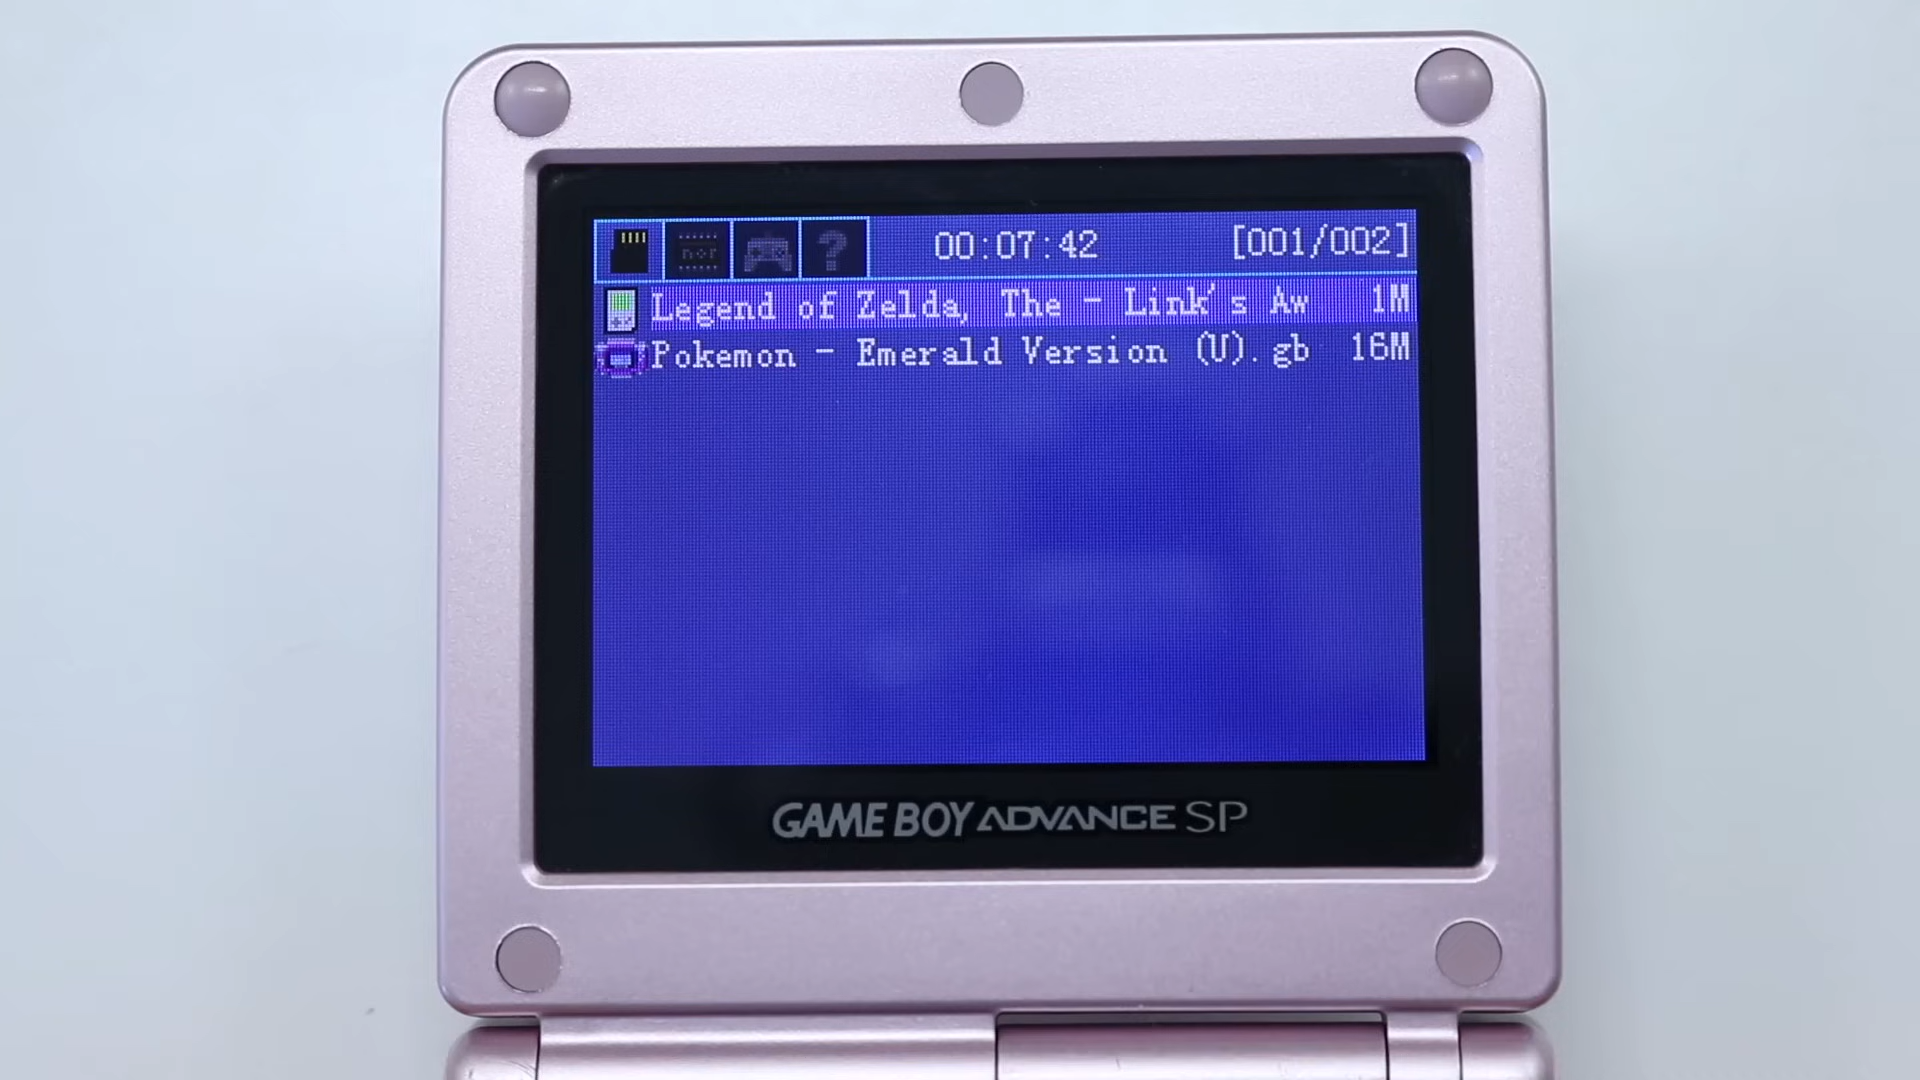 nor ? 00:07:42 [001/002]
Legend of Zelda, The - Link's Aw 1M
Pokemon - Emerald Version (U).gb 16M
GAME BOY ADVANCE SP